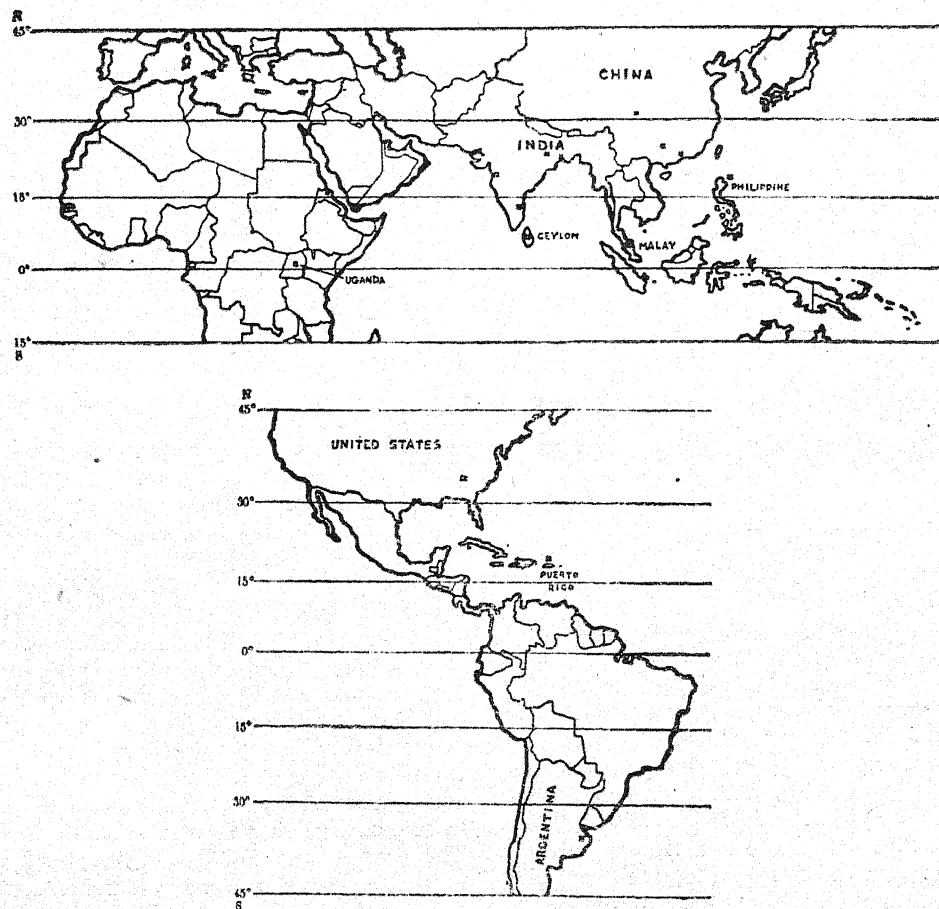 N
45°
CHINA
30°
INDIA
15°
PHILIPPINE
CEYLON
MALAY
0°
UGANDA
15°
S
N
45°
UNITED STATES
30°
PUERTO
RICO
15°
0°
15°
30°
ARGENTINA
45°
S